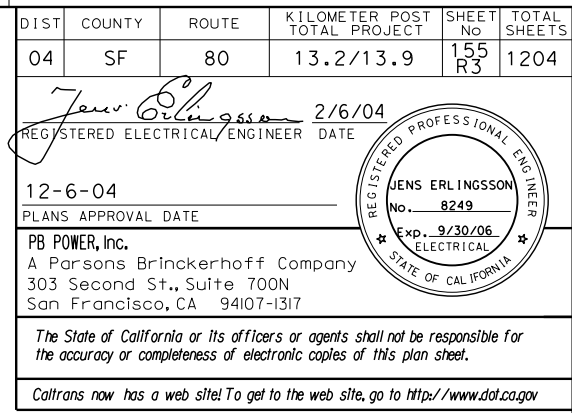 DIST COUNTY ROUTE KILOMETER POST TOTAL PROJECT SHEET No TOTAL SHEETS
04 SF 80 13.2/13.9 155 R3 1204
Jens Erlingsson 2/6/04
REGISTERED ELECTRICAL ENGINEER DATE
12-6-04
PLANS APPROVAL DATE
REGISTERED PROFESSIONAL ENGINEER
JENS ERLINGSSON
No. 8249
Exp. 9/30/06
ELECTRICAL
STATE OF CALIFORNIA
PB POWER, Inc.
A Parsons Brinckerhoff Company
303 Second St., Suite 700N
San Francisco, CA 94107-1317
The State of California or its officers or agents shall not be responsible for
the accuracy or completeness of electronic copies of this plan sheet.
Caltrans now has a web site! To get to the web site, go to http://www.dot.ca.gov